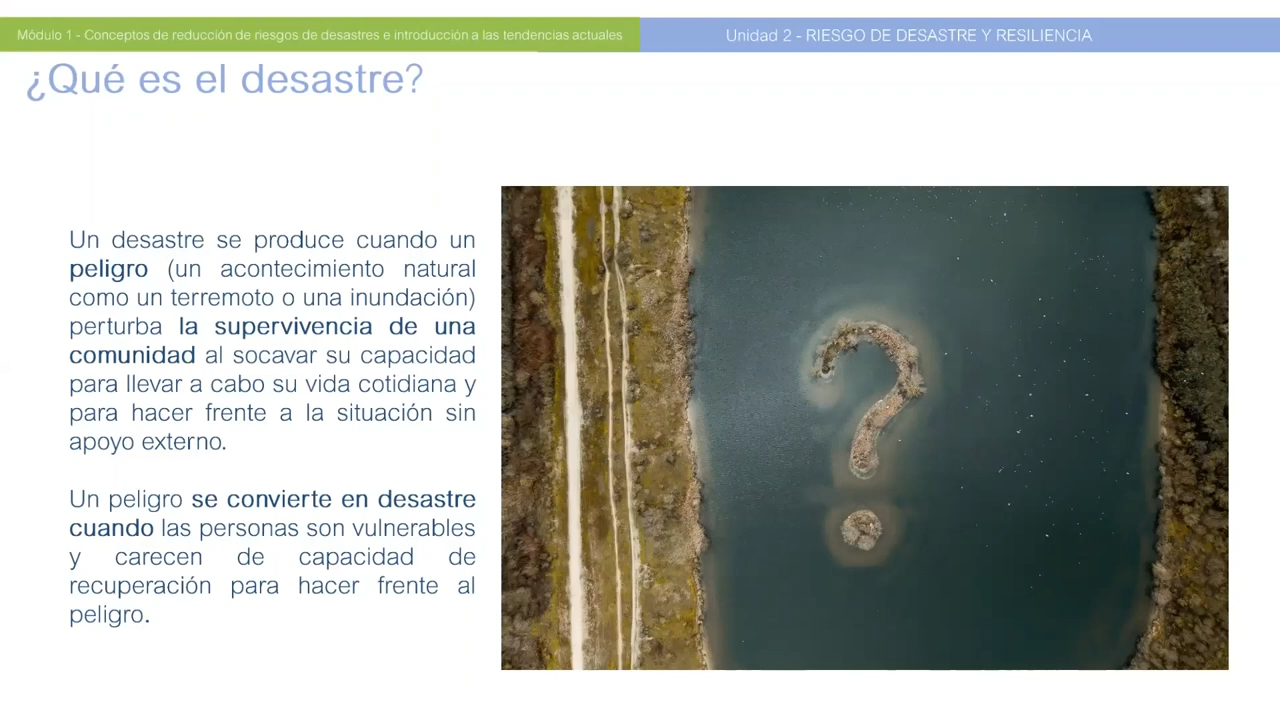 Módulo 1 - Conceptos de reducción de riesgos de desastres e introducción a las tendencias actuales
Unidad 2 - RIESGO DE DESASTRE Y RESILIENCIA
¿Qué es el desastre?
Un desastre se produce cuando un
peligro (un acontecimiento natural
como un terremoto o una inundación)
perturba la supervivencia de una
comunidad al socavar su capacidad
para llevar a cabo su vida cotidiana y
para hacer frente a la situación sin
apoyo externo.
Un peligro se convierte en desastre
cuando las personas son vulnerables
y carecen de capacidad de
recuperación para hacer frente al
peligro.